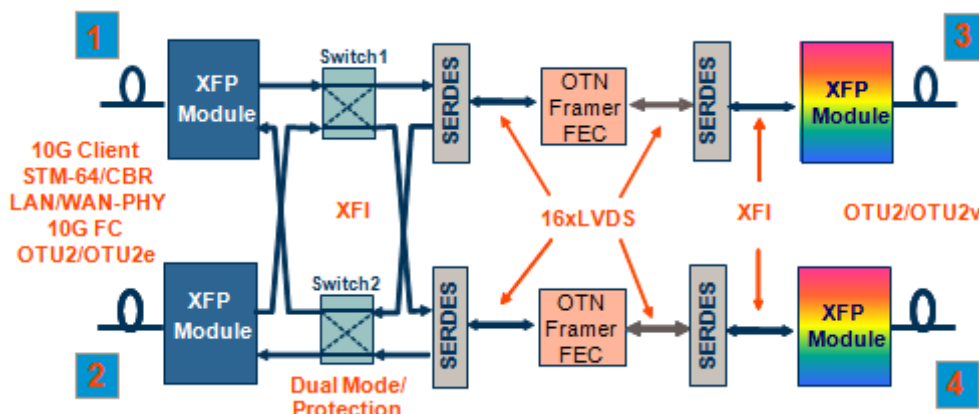 1
3
Switch1
XFP
Module
SERDES
OTN
Framer
FEC
SERDES
XFP
Module
10G Client
STM-64/CBR
LAN/WAN-PHY
10G FC
OTU2/OTU2e
XFI
16xLVDS
XFI
OTU2/OTU2v
Switch2
XFP
Module
SERDES
OTN
Framer
FEC
SERDES
XFP
Module
2
4
Dual Mode/
Protection